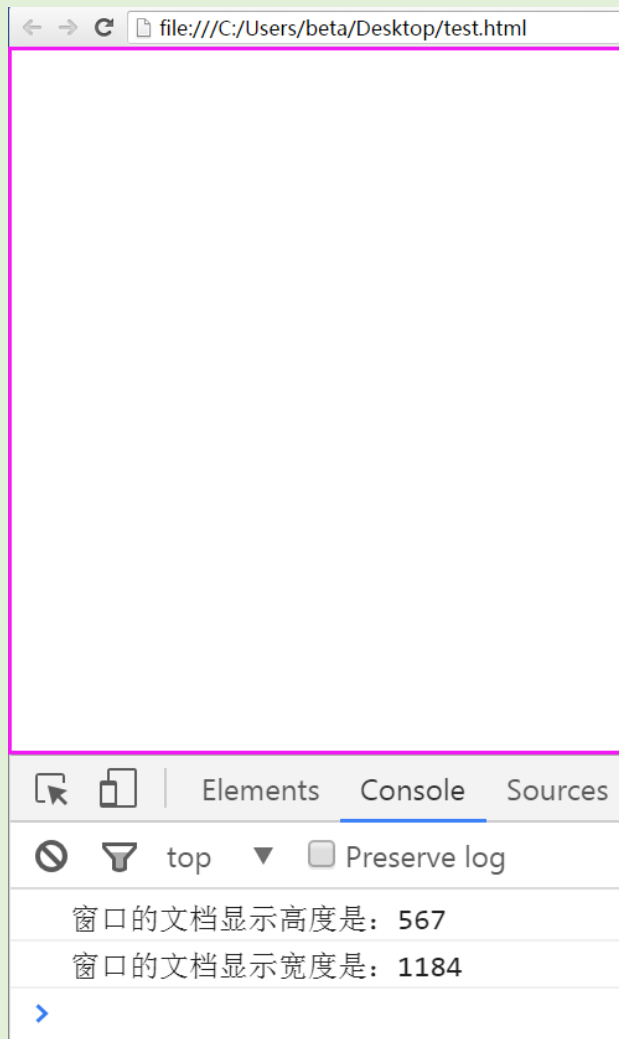 file:///C:/Users/beta/Desktop/test.html
Elements Console Sources
top ▼ Preserve log
窗口的文档显示高度是：567
窗口的文档显示宽度是：1184
>